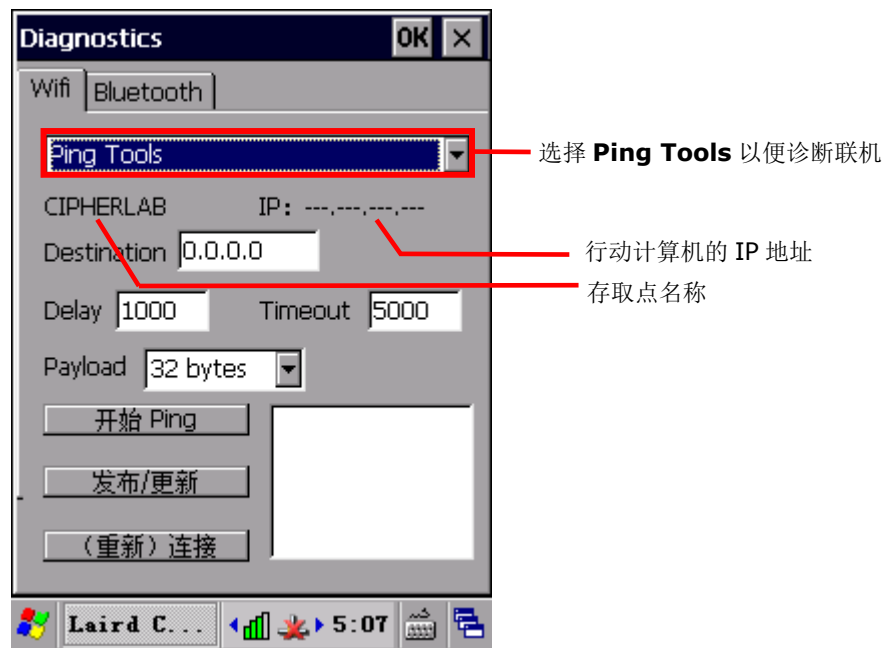 Diagnostics OK ×
Wifi Bluetooth
Ping Tools
选择 Ping Tools 以便诊断联机
CIPHERLAB IP: ---.---.---.---
行动计算机的 IP 地址
Destination 0.0.0.0
存取点名称
Delay 1000 Timeout 5000
Payload 32 bytes
开始 Ping
发布/更新
（重新）连接
Laird C... 5:07